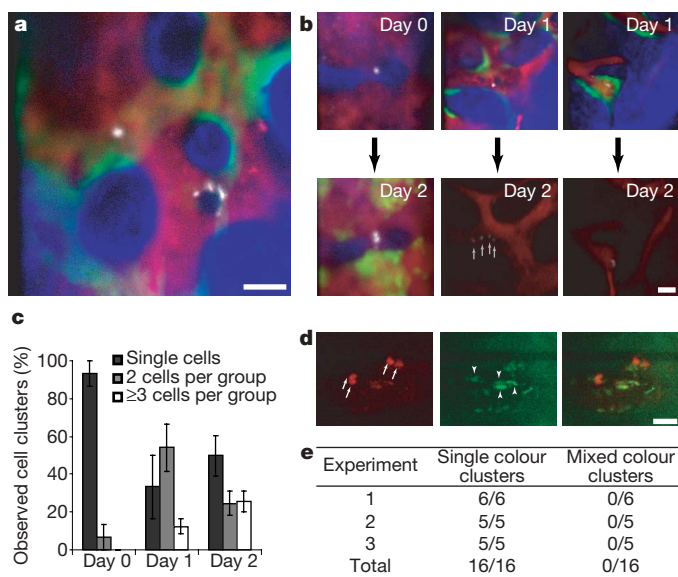 a
b
Day 0
Day 1
Day 1
Day 2
Day 2
Day 2
c
Observed cell clusters (%)
100
80
60
40
20
0
Single cells
2 cells per group
≥3 cells per group
Day 0
Day 1
Day 2
d
e
Experiment Single colour clusters Mixed colour clusters
1 6/6 0/6
2 5/5 0/5
3 5/5 0/5
Total 16/16 0/16